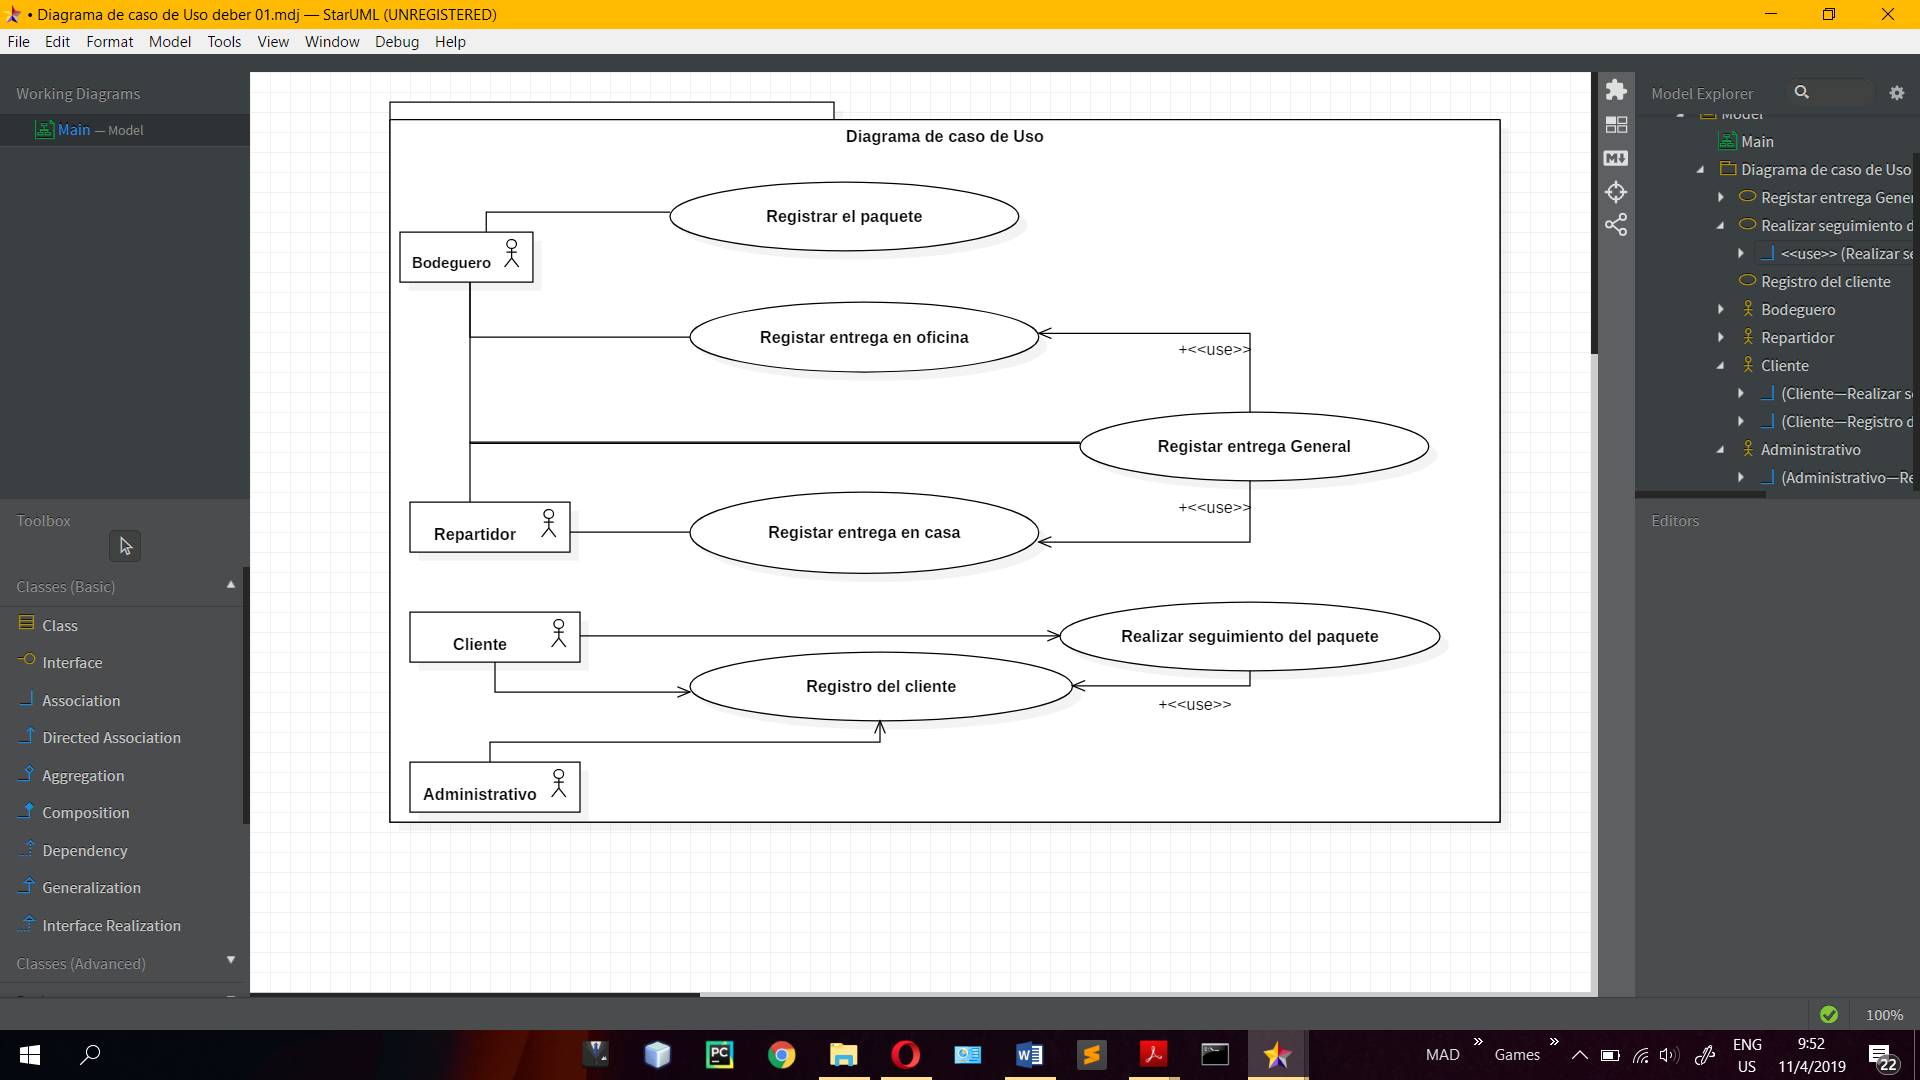 • Diagrama de caso de Uso deber 01.mdj — StarUML (UNREGISTERED)
File Edit Format Model Tools View Window Debug Help
Working Diagrams
Main — Model
Toolbox
Classes (Basic)
Class
Interface
Association
Directed Association
Aggregation
Composition
Dependency
Generalization
Interface Realization
Classes (Advanced)
Diagrama de caso de Uso
Registrar el paquete
Bodeguero
Registar entrega en oficina
+<<use>>
Registar entrega General
+<<use>>
Repartidor
Registar entrega en casa
Cliente
Realizar seguimiento del paquete
Registro del cliente
+<<use>>
Administrativo
Model Explorer
Model
Main
Diagrama de caso de Uso
Registar entrega Gener
Realizar seguimiento d
<<use>> (Realizar se
Registro del cliente
Bodeguero
Repartidor
Cliente
(Cliente—Realizar s
(Cliente—Registro d
Administrativo
(Administrativo—Re
Editors
100%
PC
MAD » Games »
ENG
US
9:52
11/4/2019
22